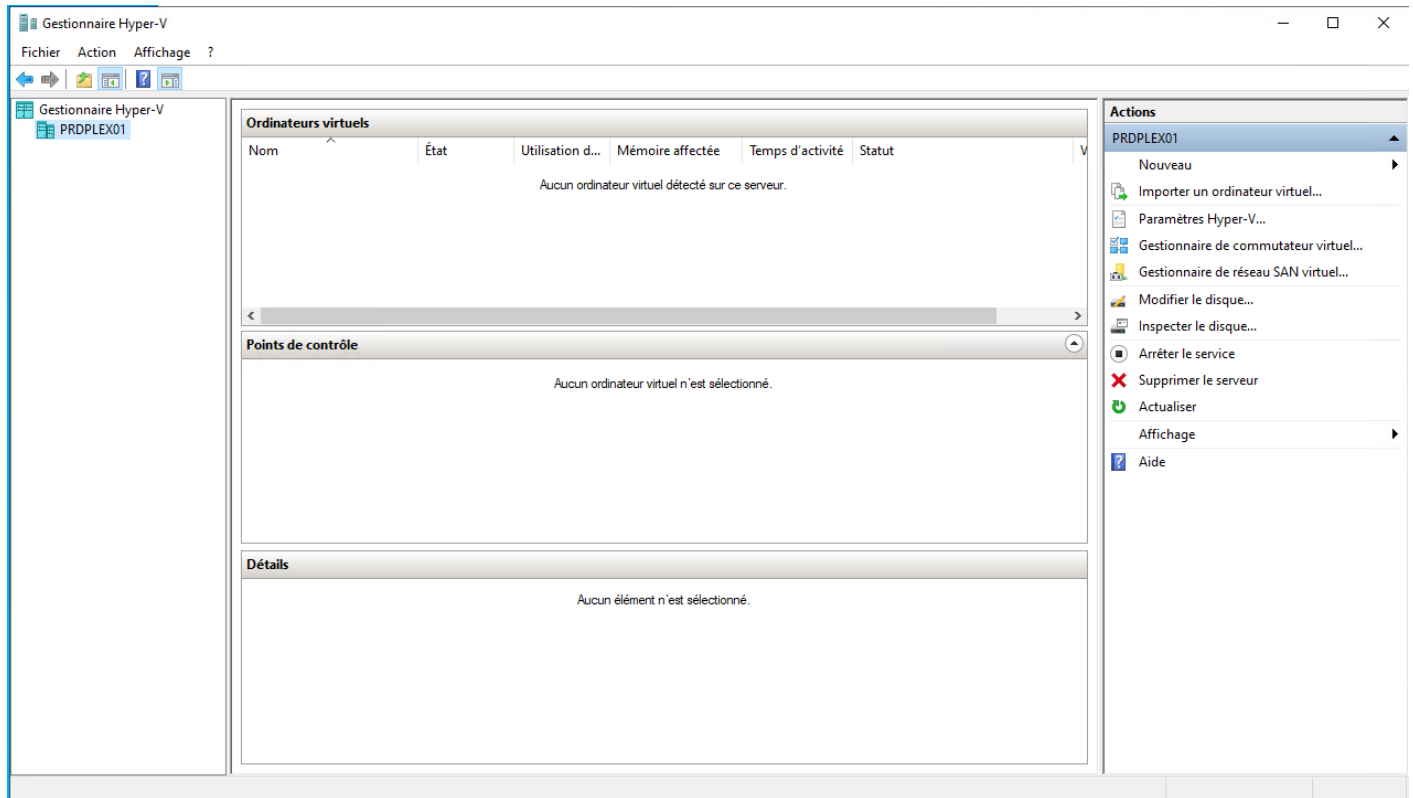 Gestionnaire Hyper-V
Fichier Action Affichage ?
Gestionnaire Hyper-V
PRDPLEX01
Ordinateurs virtuels
Nom État Utilisation d... Mémoire affectée Temps d'activité Statut V
Aucun ordinateur virtuel détecté sur ce serveur.
Points de contrôle
Aucun ordinateur virtuel n'est sélectionné.
Détails
Aucun élément n'est sélectionné.
Actions
PRDPLEX01
Nouveau
Importer un ordinateur virtuel...
Paramètres Hyper-V...
Gestionnaire de commutateur virtuel...
Gestionnaire de réseau SAN virtuel...
Modifier le disque...
Inspecter le disque...
Arrêter le service
Supprimer le serveur
Actualiser
Affichage
Aide